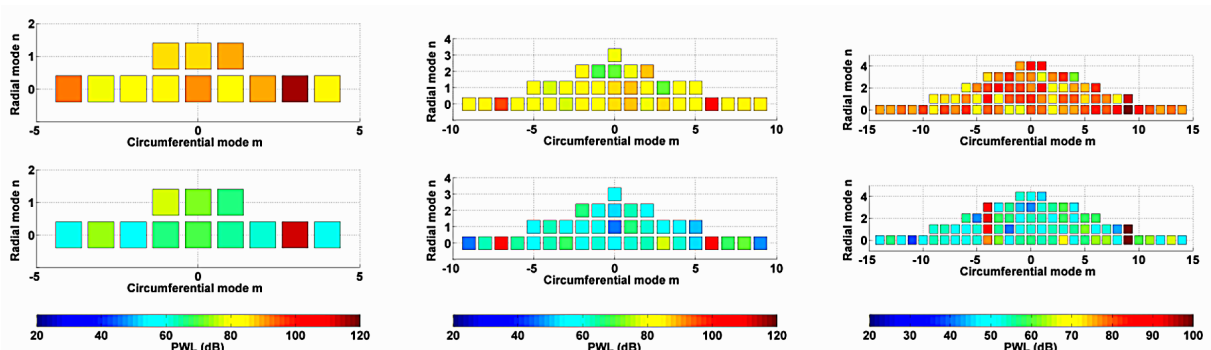 2
1
0
Radial mode n
-5 0 5
Circumferential mode m
4
3
2
1
0
Radial mode n
-10 -5 0 5 10
Circumferential mode m
4
2
0
Radial mode n
-15 -10 -5 0 5 10 15
Circumferential mode m
2
1
0
Radial mode n
-5 0 5
Circumferential mode m
4
3
2
1
0
Radial mode n
-10 -5 0 5 10
Circumferential mode m
4
2
0
Radial mode n
-15 -10 -5 0 5 10 15
Circumferential mode m
20 40 60 80 100 120
PWL (dB)
20 40 60 80 100 120
PWL (dB)
20 30 40 50 60 70 80 90 100
PWL (dB)